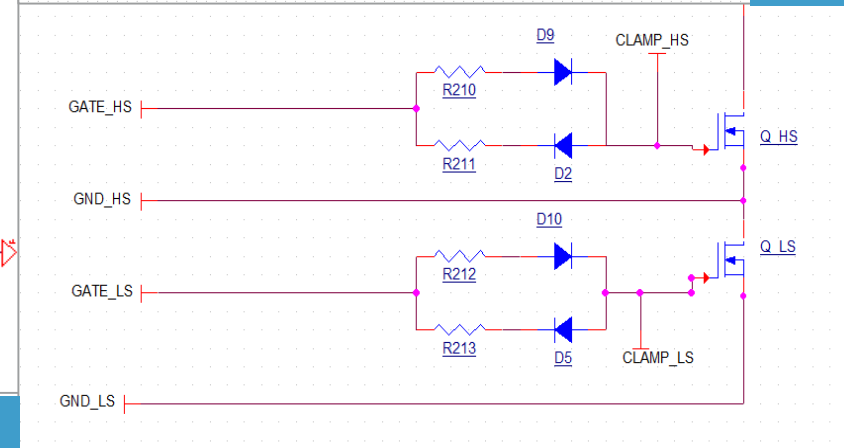 D9
CLAMP_HS
R210
GATE_HS
Q_HS
R211
D2
GND_HS
D10
Q_LS
R212
GATE_LS
R213
D5
CLAMP_LS
GND_LS